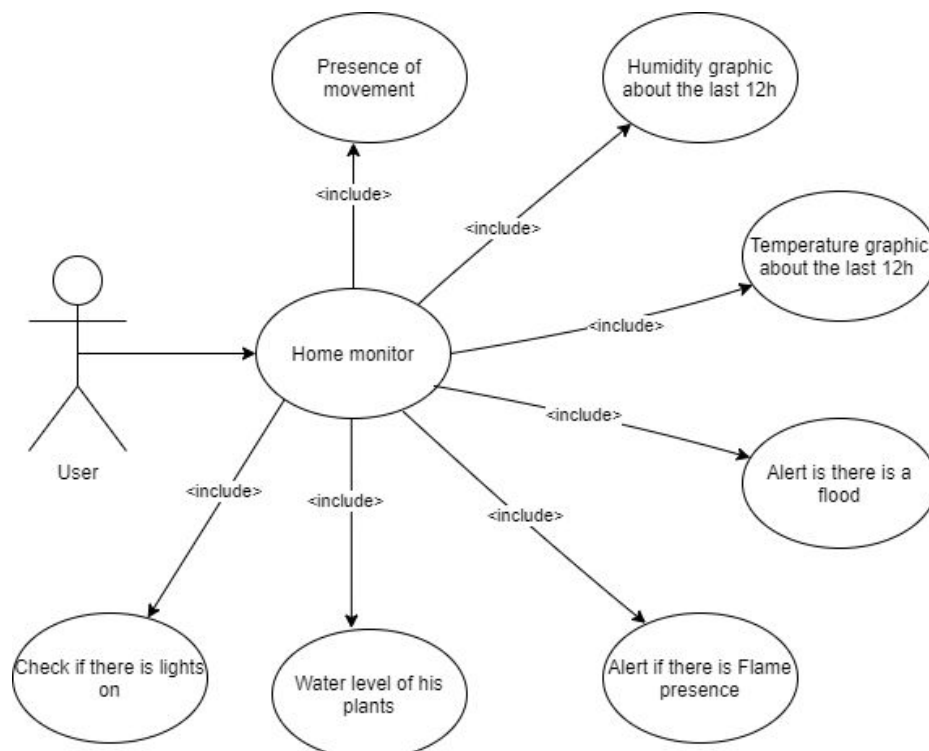 Presence of
movement
Humidity graphic
about the last 12h
<include>
<include>
Temperature graphic
about the last 12h
<include>
Home monitor
<include>
User
Alert is there is a
flood
<include>
<include>
<include>
Check if there is lights
on
Water level of his
plants
Alert if there is Flame
presence